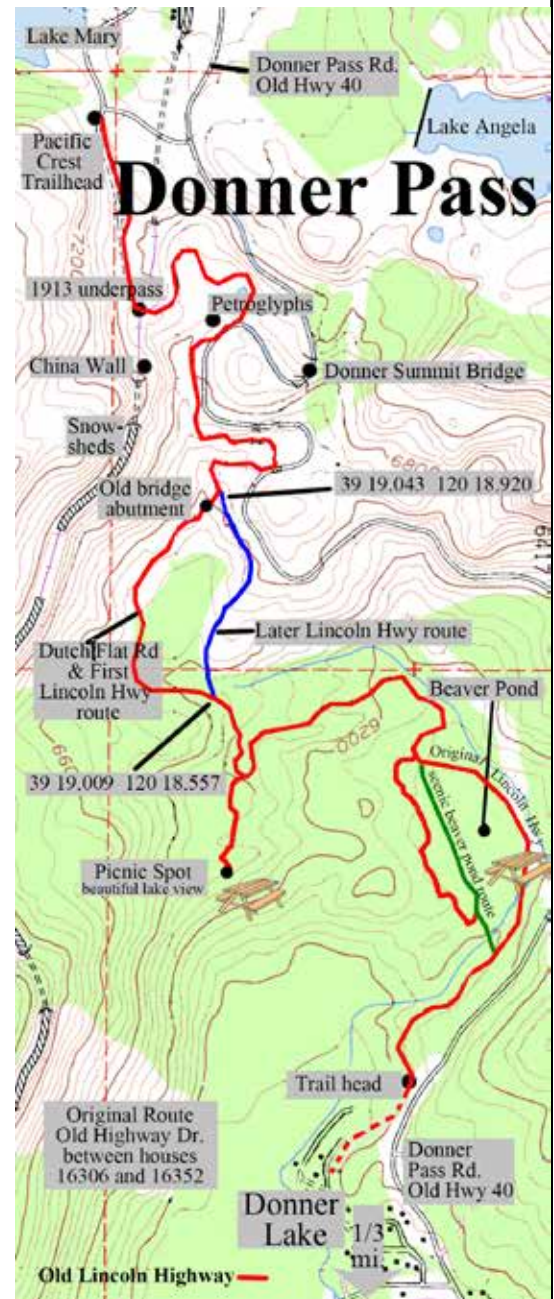 Lake Mary
Donner Pass Rd.
Old Hwy 40
Lake Angela
Pacific
Crest
Trailhead
Donner Pass
7200
1913 underpass
Petroglyphs
China Wall
Donner Summit Bridge
Snow-
sheds
6800
39 19.043  120 18.920
Old bridge
abutment
Later Lincoln Hwy route
Dutch Flat Rd
& First
Lincoln Hwy
route
Beaver Pond
6200
Original Lincoln Hwy
scenic beaver pond route
39 19.009  120 18.557
Picnic Spot
beautiful lake view
Trail head
Original Route
Old Highway Dr.
between houses
16306 and 16352
Donner
Pass Rd.
Old Hwy 40
Donner
Lake
1/3
mi.
Old Lincoln Highway